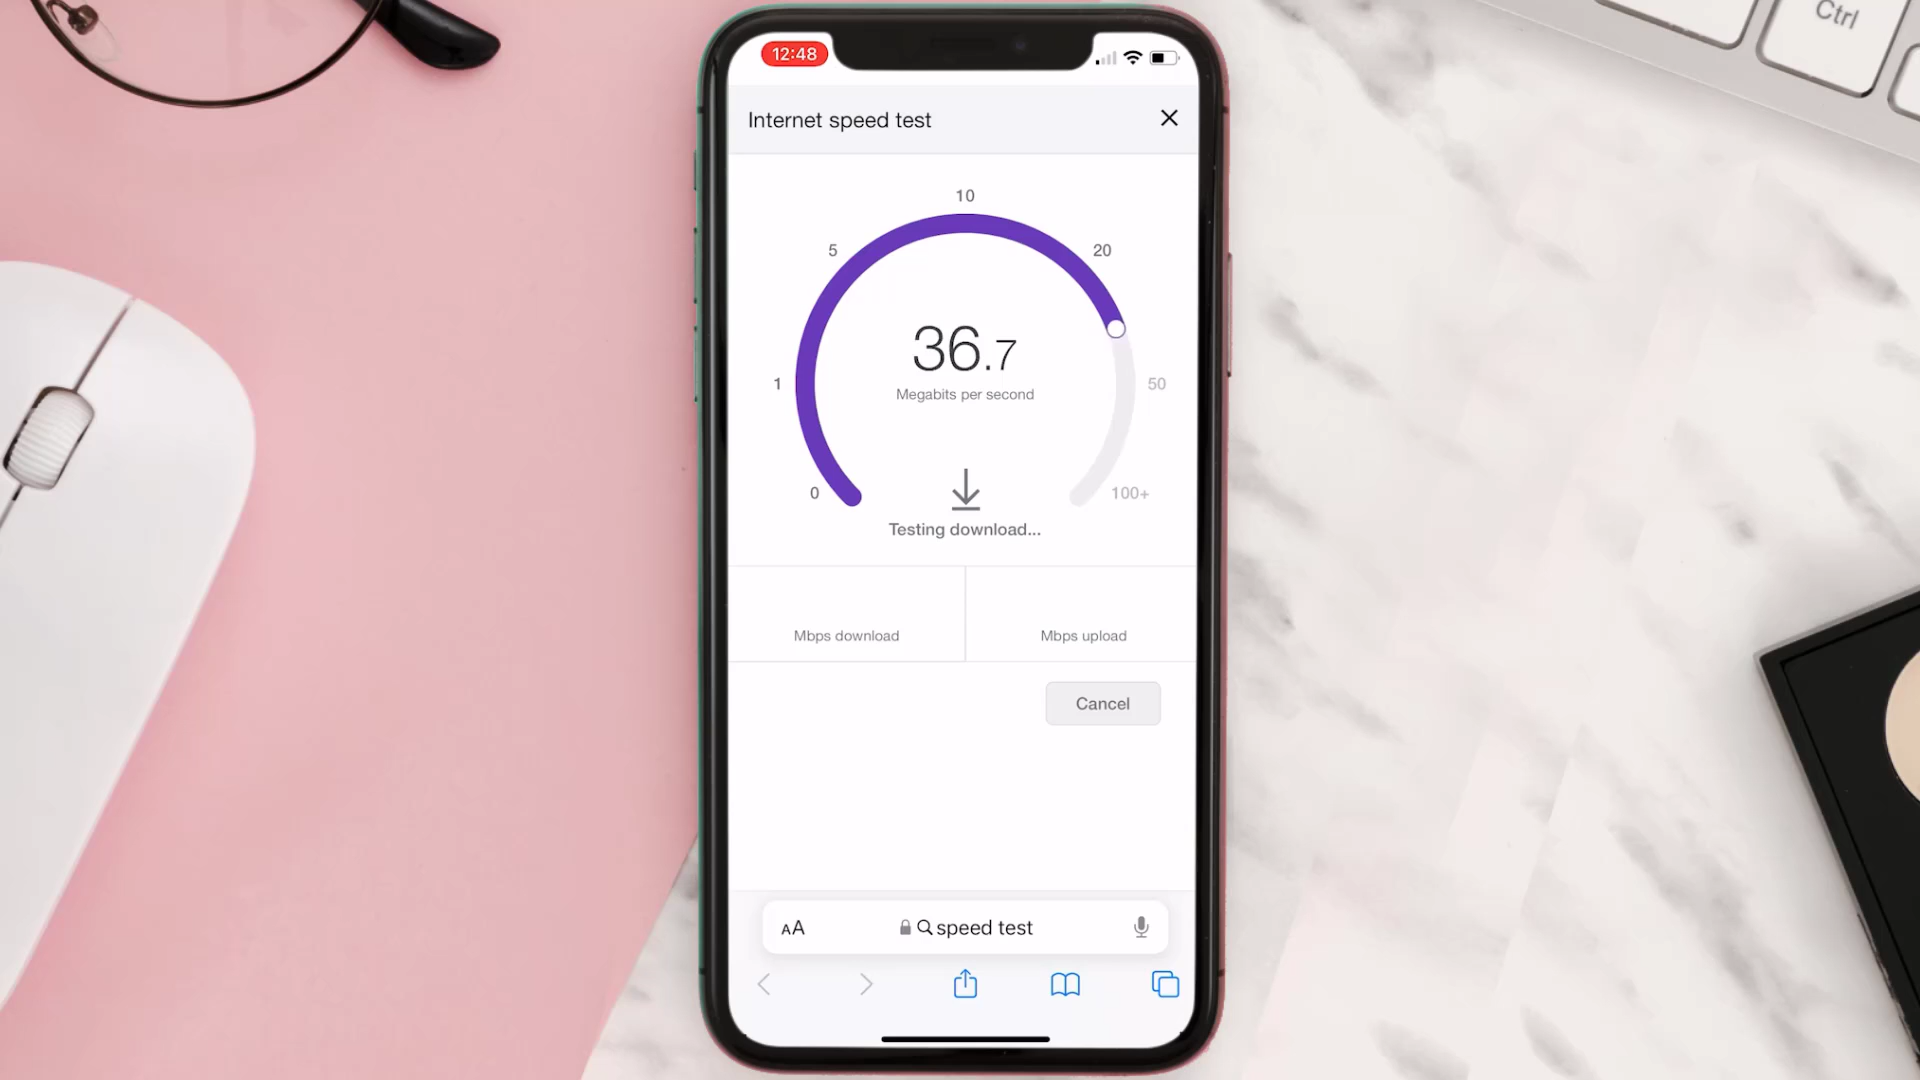 Ctrl
12:48
Internet speed test
10
5
20
36.7
Megabits per second
1
50
0
100+
Testing download...
Mbps download
Mbps upload
Cancel
AA
speed test